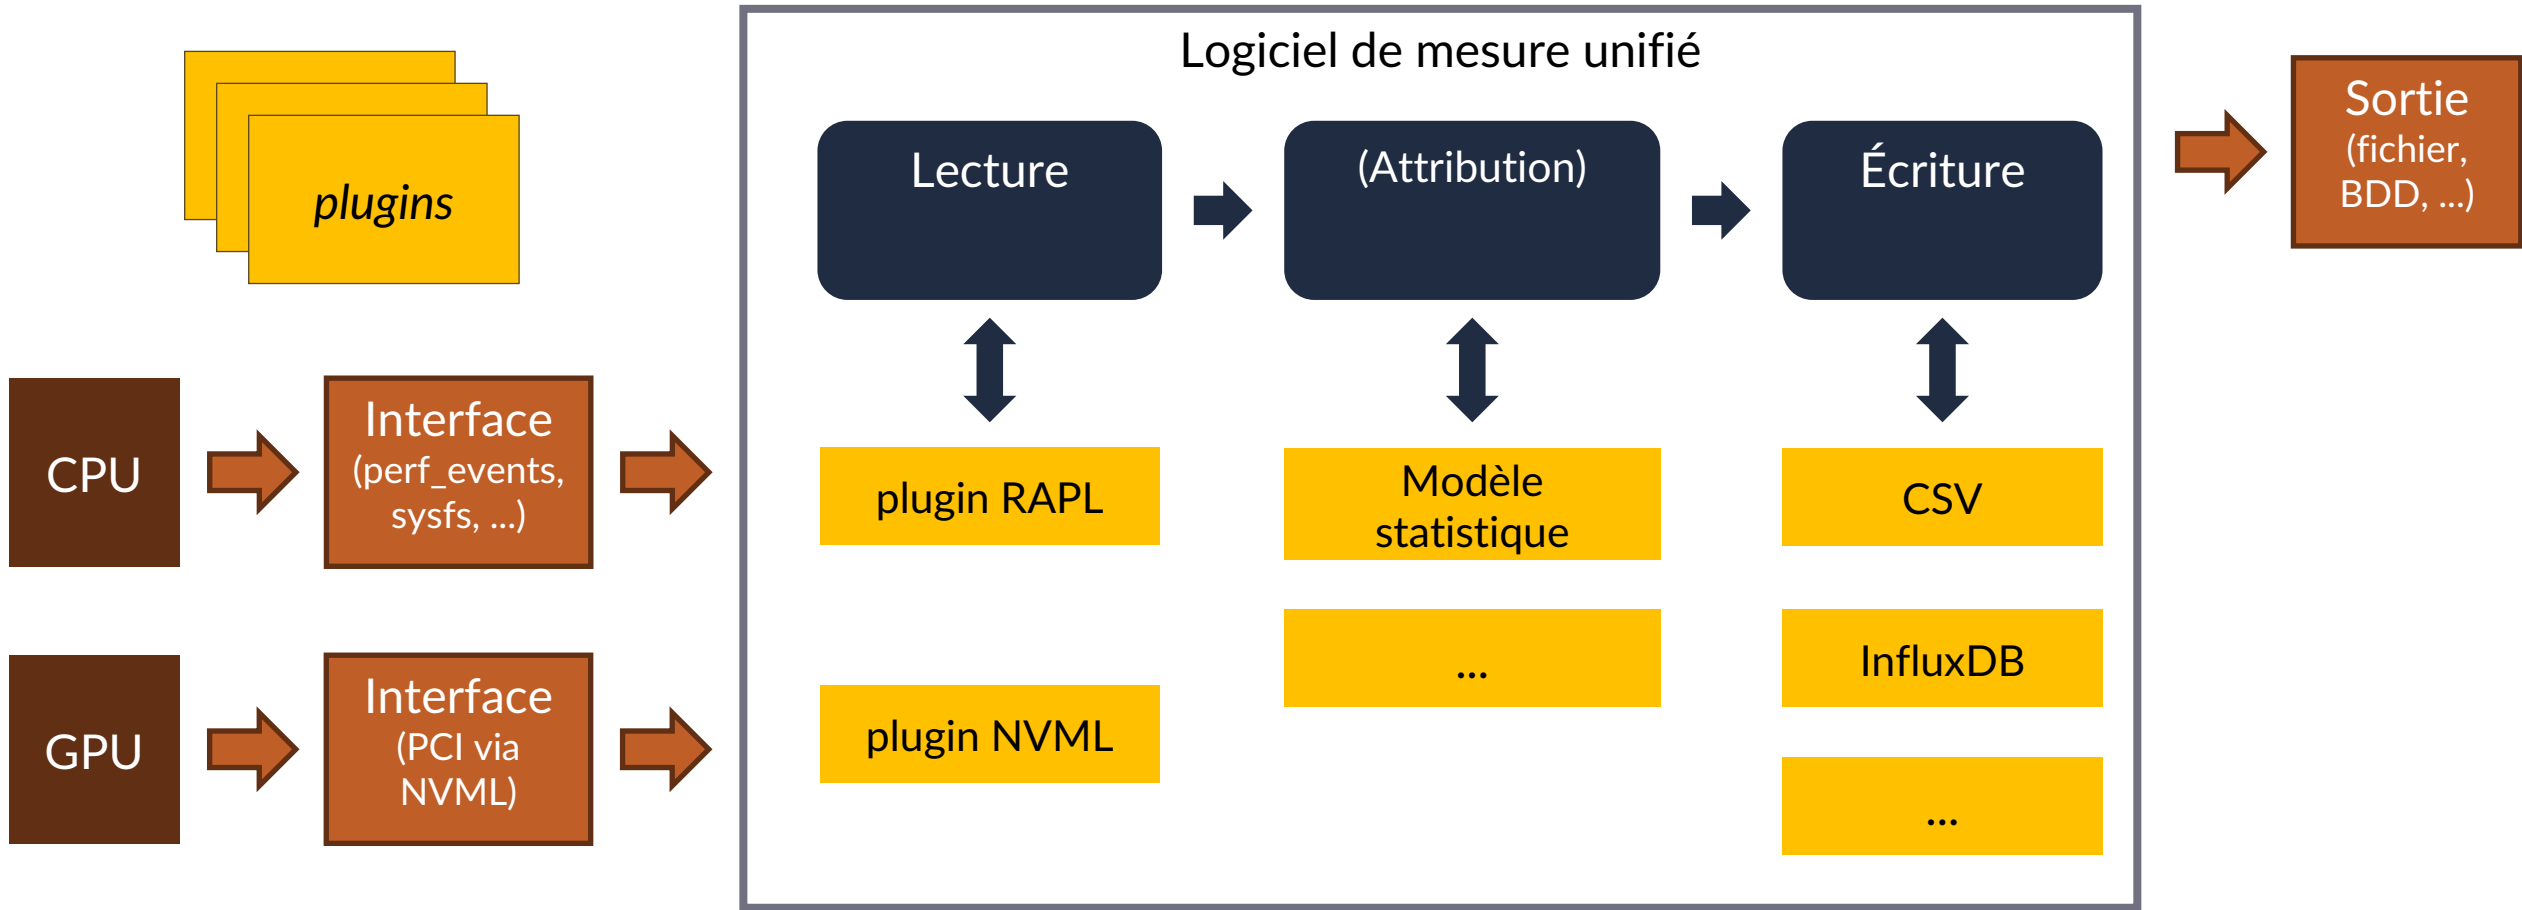 Logiciel de mesure unifié
plugins
Lecture
(Attribution)
Écriture
Sortie
(fichier,
BDD, ...)
CPU
Interface
(perf_events,
sysfs, ...)
plugin RAPL
Modèle
statistique
CSV
GPU
Interface
(PCI via
NVML)
plugin NVML
...
InfluxDB
...